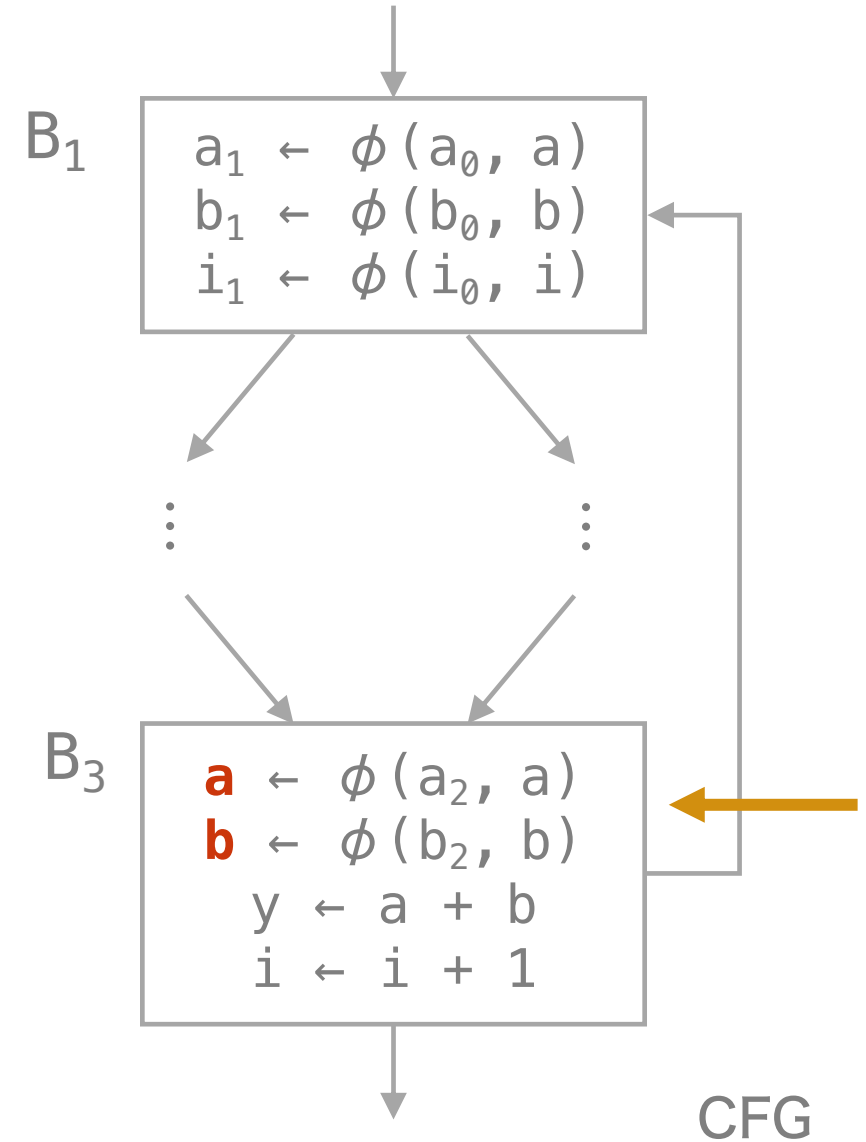 B₁
a₁ ← ϕ(a₀, a)
b₁ ← ϕ(b₀, b)
i₁ ← ϕ(i₀, i)
⋮ ⋮
B₃
a ← ϕ(a₂, a)
b ← ϕ(b₂, b)
y ← a + b
i ← i + 1
CFG